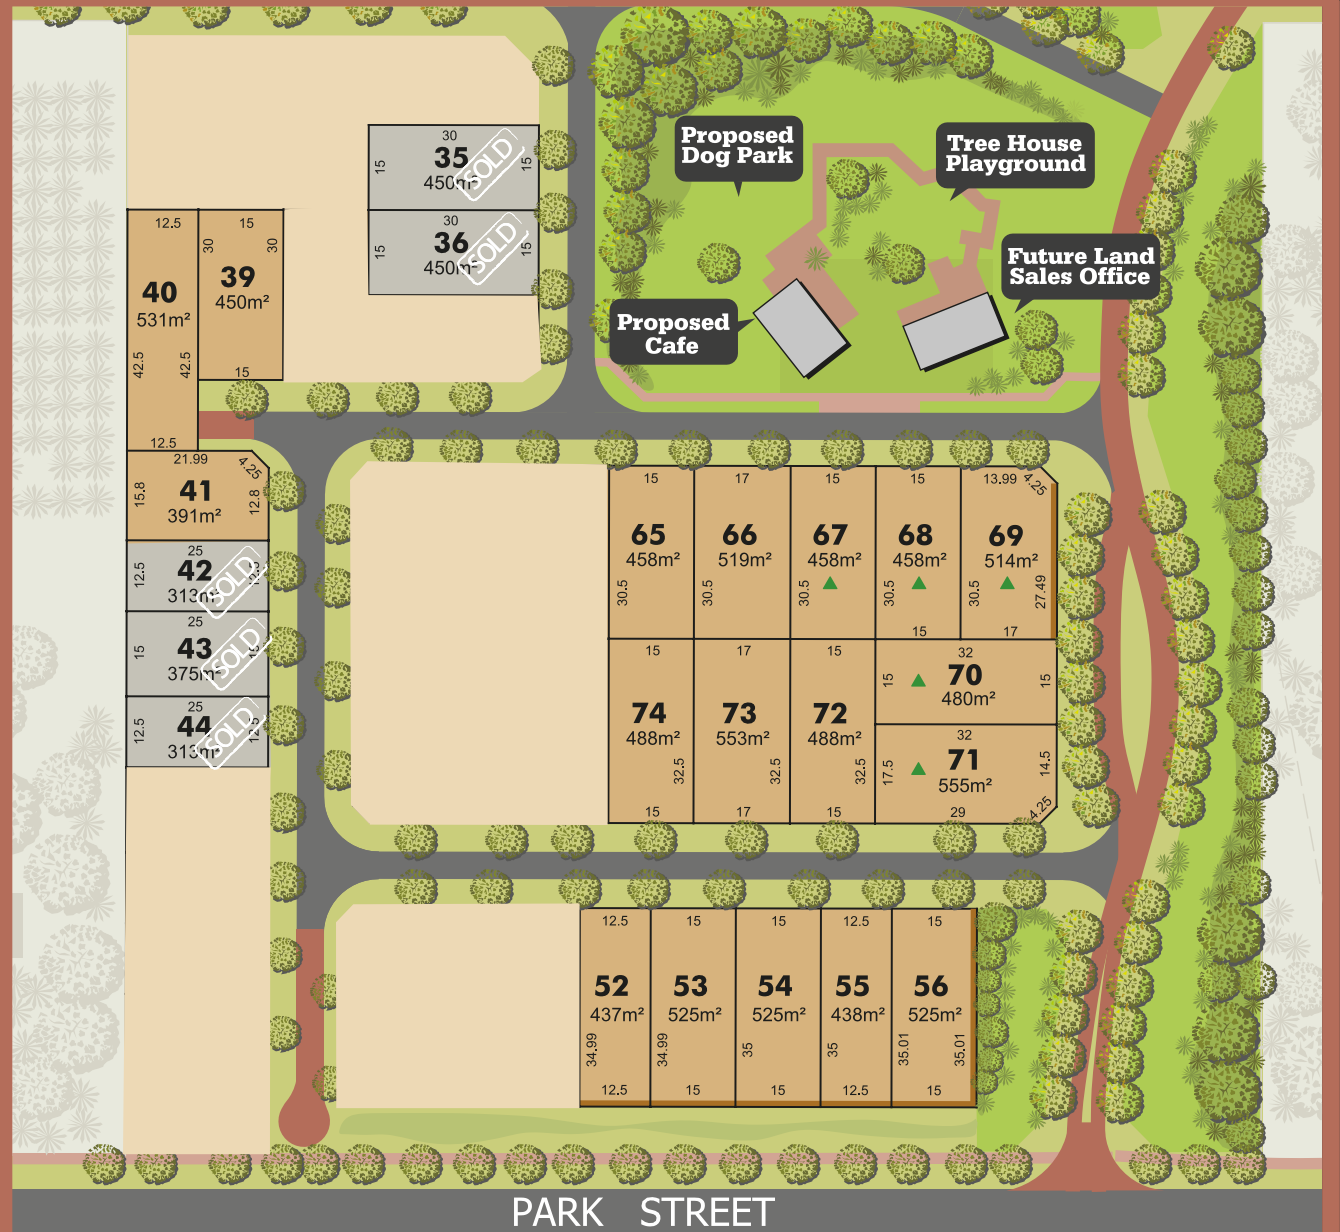 30
15
35
15
450m²
SOLD
30
15
36
15
450m²
SOLD
Proposed
Dog Park
Tree House
Playground
Future Land
Sales Office
Proposed
Cafe
12.5
40
531m²
42.5
42.5
12.5
15
30
30
39
450m²
15
21.99
4.25
15.8
41
12.8
391m²
25
12.5
42
313m²
SOLD
25
15
43
375m²
SOLD
25
12.5
44
12.5
313m²
SOLD
15
65
458m²
30.5
17
66
519m²
30.5
15
67
458m²
30.5
15
68
458m²
30.5
15
13.99
4.25
69
514m²
30.5
27.49
17
15
74
488m²
32.5
15
17
73
553m²
32.5
17
15
72
488m²
32.5
15
32
15
70
15
480m²
32
17.5
71
14.5
555m²
29
4.25
12.5
52
437m²
34.99
12.5
15
53
525m²
34.99
15
15
54
525m²
35
15
12.5
55
438m²
35
12.5
15
56
525m²
35.01
35.01
15
PARK STREET